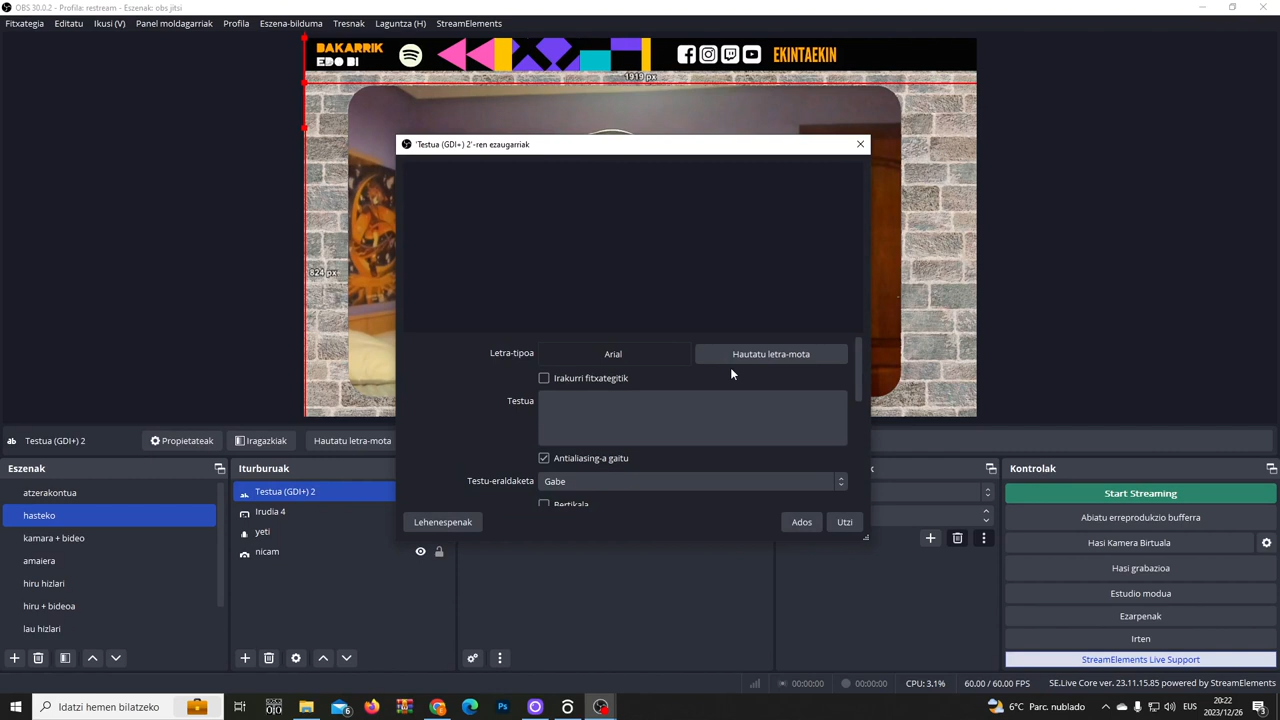 OBS 30.0.2 - Profila: restream - Eszenak: obs jitsi
Fitxategia Editatu Ikusi (V) Panel moldagarriak Profila Eszena-bilduma Tresnak Laguntza (H) StreamElements
BAKARRIK
EDO BI
EKINTAEKIN
1919 px
824 px
'Testua (GDI+) 2'-ren ezaugarriak
Letra-tipoa Arial Hautatu letra-mota
Irakurri fitxategitik
Testua
Antialiasing-a gaitu
Testu-eraldaketa Gabe
Bertikala
Lehenespenak Ados Utzi
Testua (GDI+) 2 Propietateak Iragazkiak Hautatu letra-mota
Eszenak
atzerakontua
hasteko
kamara + bideo
amaiera
hiru hizlari
hiru + bideoa
lau hizlari
Iturburuak
Testua (GDI+) 2
Irudia 4
yeti
nicam
Kontrolak
Start Streaming
Abiatu erreprodukzio bufferra
Hasi Kamera Birtuala
Hasi grabazioa
Estudio modua
Ezarpenak
Irten
StreamElements Live Support
00:00:00 00:00:00 CPU: 3.1% 60.00 / 60.00 FPS SE.Live Core ver. 23.11.15.85 powered by StreamElements
Idatzi hemen bilatzeko
6°C Parc. nublado
EUS
20:22
2023/12/26